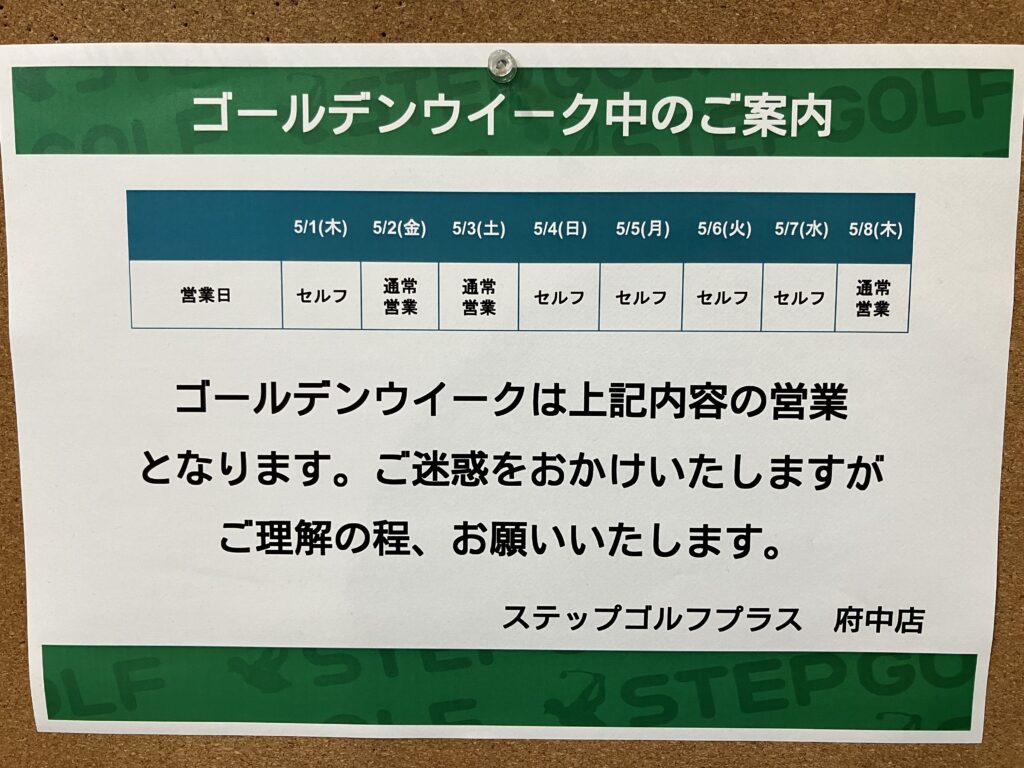 ゴールデンウイーク中のご案内
5/1(木) 5/2(金) 5/3(土) 5/4(日) 5/5(月) 5/6(火) 5/7(水) 5/8(木)
営業日 セルフ 通常営業 通常営業 セルフ セルフ セルフ セルフ 通常営業
ゴールデンウイークは上記内容の営業
となります。ご迷惑をおかけいたしますが
ご理解の程、お願いいたします。
ステッププゴルフプラス 府中店
STEPGOLF